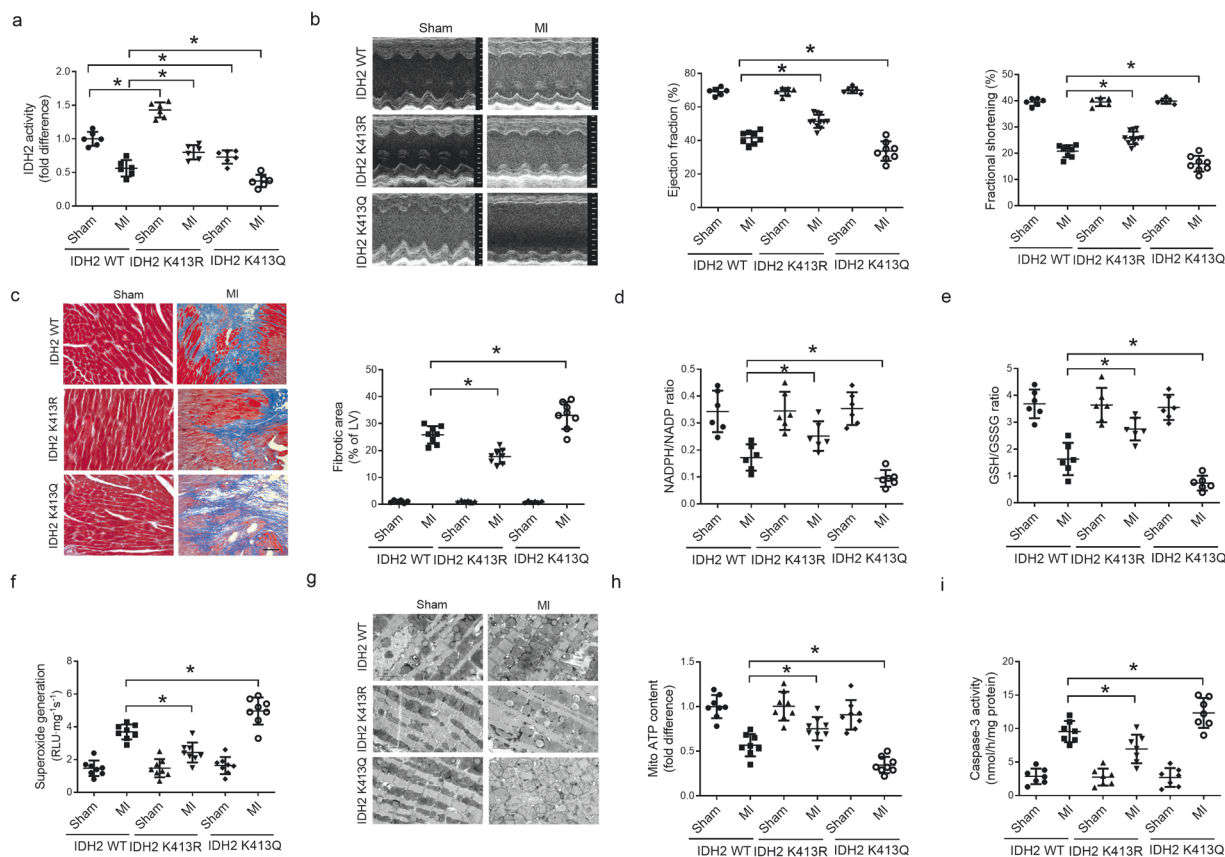 a
*
*
*
*
*
IDH2 activity
(fold difference)
2.0
1.5
1.0
0.5
0.0
Sham
MI
Sham
MI
Sham
MI
IDH2 WT
IDH2 K413R
IDH2 K413Q
b
Sham
MI
IDH2 WT
IDH2 K413R
IDH2 K413Q
*
*
Ejection fraction (%)
100
80
60
40
20
0
Sham
MI
Sham
MI
Sham
MI
IDH2 WT
IDH2 K413R
IDH2 K413Q
*
*
Fractional shortening (%)
50
40
30
20
10
0
Sham
MI
Sham
MI
Sham
MI
IDH2 WT
IDH2 K413R
IDH2 K413Q
c
Sham
MI
IDH2 WT
IDH2 K413R
IDH2 K413Q
*
*
Fibrotic area
(% of LV)
50
40
30
20
10
0
Sham
MI
Sham
MI
Sham
MI
IDH2 WT
IDH2 K413R
IDH2 K413Q
d
*
*
NADPH/NADP ratio
0.5
0.4
0.3
0.2
0.1
0.0
Sham
MI
Sham
MI
Sham
MI
IDH2 WT
IDH2 K413R
IDH2 K413Q
e
*
*
GSH/GSSG ratio
5
4
3
2
1
0
Sham
MI
Sham
MI
Sham
MI
IDH2 WT
IDH2 K413R
IDH2 K413Q
f
*
*
Superoxide generation
(RLU·mg⁻¹s⁻¹)
8
6
4
2
0
Sham
MI
Sham
MI
Sham
MI
IDH2 WT
IDH2 K413R
IDH2 K413Q
g
Sham
MI
IDH2 WT
IDH2 K413R
IDH2 K413Q
h
*
*
Mito ATP content
(fold difference)
1.5
1.0
0.5
0.0
Sham
MI
Sham
MI
Sham
MI
IDH2 WT
IDH2 K413R
IDH2 K413Q
i
*
*
Caspase-3 activity
(nmol/h/mg protein)
20
15
10
5
0
Sham
MI
Sham
MI
Sham
MI
IDH2 WT
IDH2 K413R
IDH2 K413Q